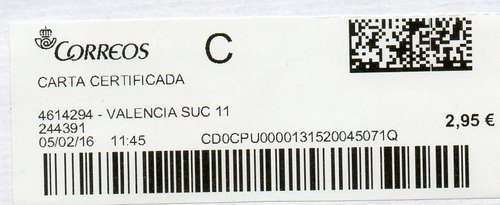 CORREOS
C
CARTA CERTIFICADA
4614294 - VALENCIA SUC 11
244391
2,95 €
05/02/16 11:45 CD0CPU0000131520045071Q